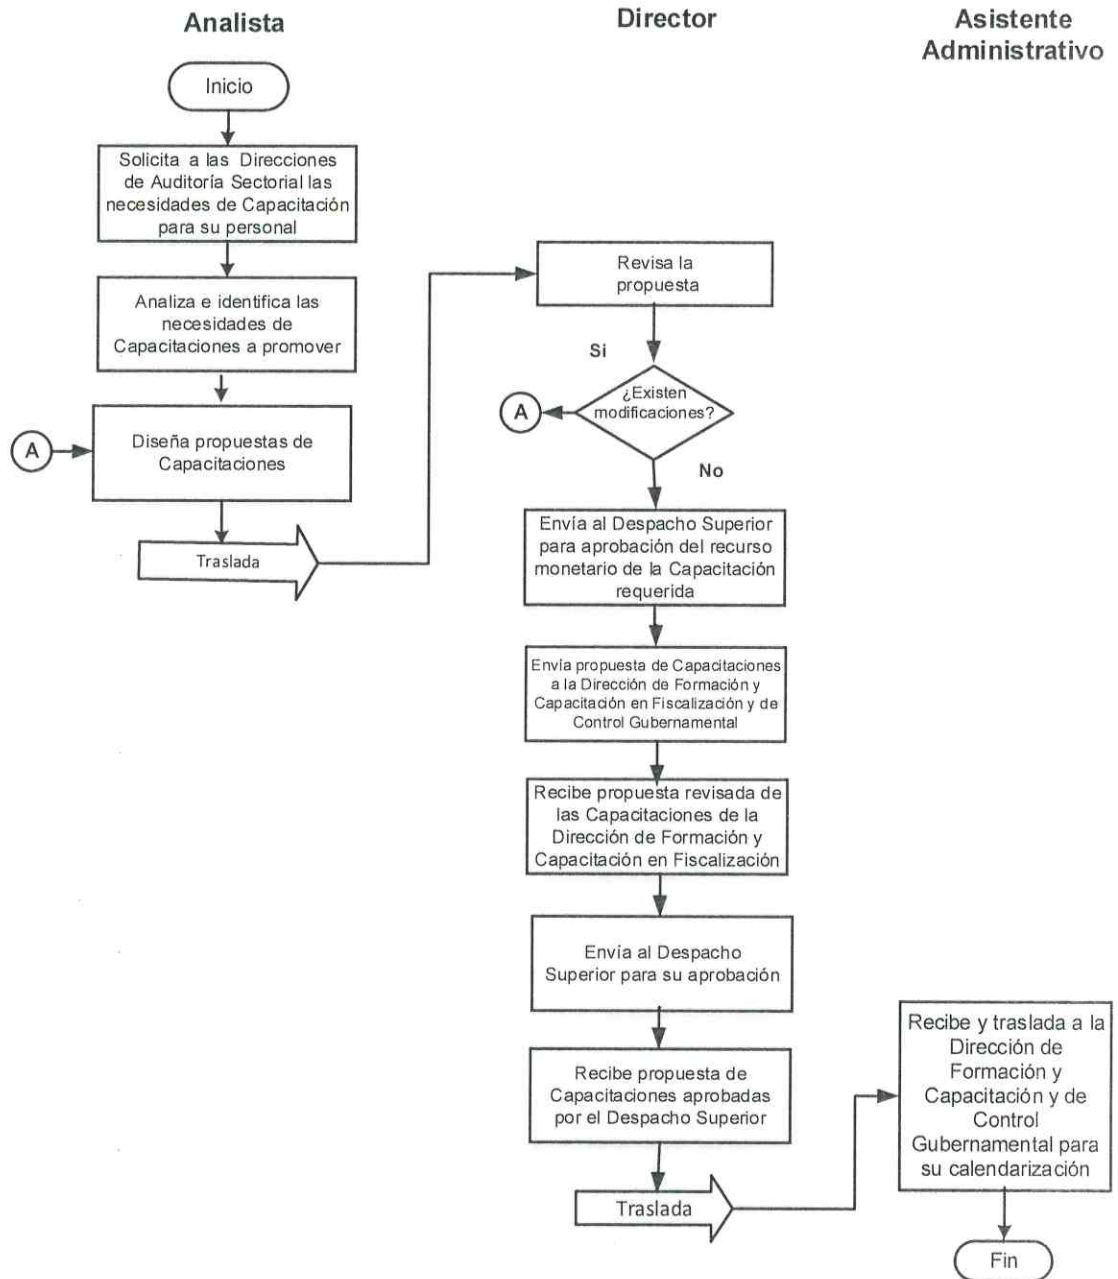 Analista
Director
Asistente
Administrativo
Inicio
Solicita a las Direcciones
de Auditoría Sectorial las
necesidades de Capacitación
para su personal
Analiza e identifica las
necesidades de
Capacitaciones a promover
A
Diseña propuestas de
Capacitaciones
Traslada
Revisa la
propuesta
Si
¿Existen
modificaciones?
A
No
Envía al Despacho Superior
para aprobación del recurso
monetario de la Capacitación
requerida
Envía propuesta de Capacitaciones
a la Dirección de Formación y
Capacitación en Fiscalización y de
Control Gubernamental
Recibe propuesta revisada de
las Capacitaciones de la
Dirección de Formación y
Capacitación en Fiscalización
Envía al Despacho
Superior para su aprobación
Recibe propuesta de
Capacitaciones aprobadas
por el Despacho Superior
Traslada
Recibe y traslada a la
Dirección de
Formación y
Capacitación y de
Control
Gubernamental para
su calendarización
Fin